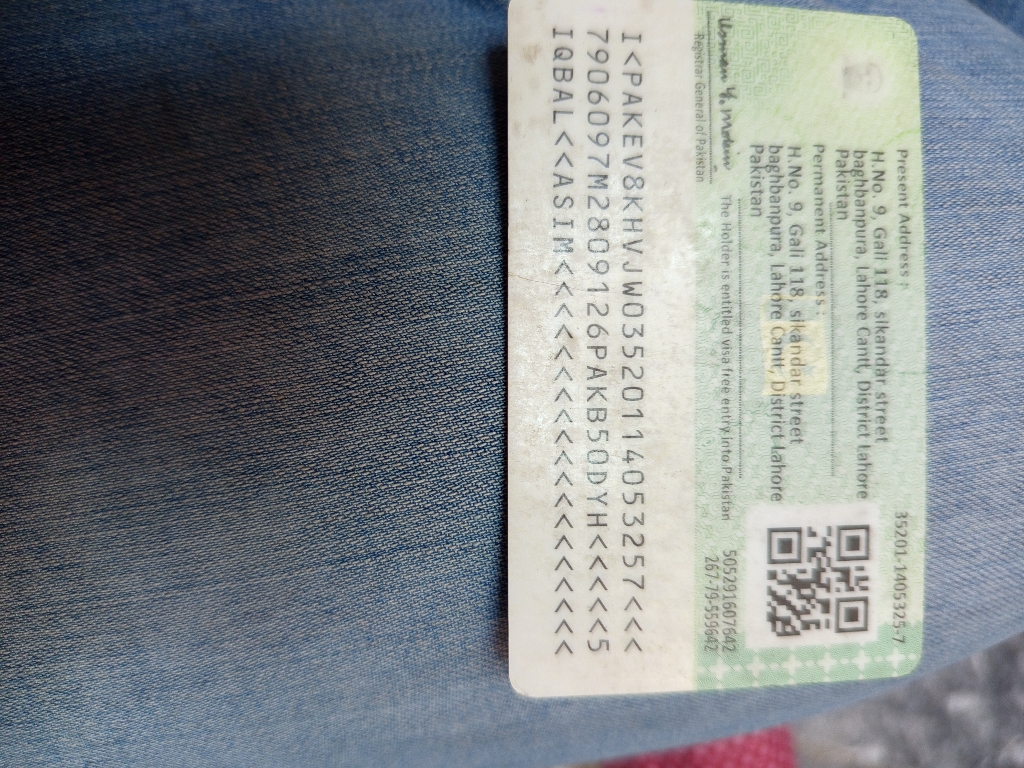 Present Address :
35201-1405325-7
H.No. 9, Gali 118, sikandar street
baghbanpura, Lahore Cantt, District Lahore
Pakistan
Permanent Address :
H.No. 9, Gali 118, sikandar street
baghbanpura, Lahore Cantt, District Lahore
Pakistan
505291607642
267-79-559642
The Holder is entitled visa free entry into Pakistan
Registrar General of Pakistan
I<PAKEV8KHVJW03520114053257<<<
7906097M2809126PAKB50DYH<<<<<5
IQBAL<<ASIM<<<<<<<<<<<<<<<<<<<